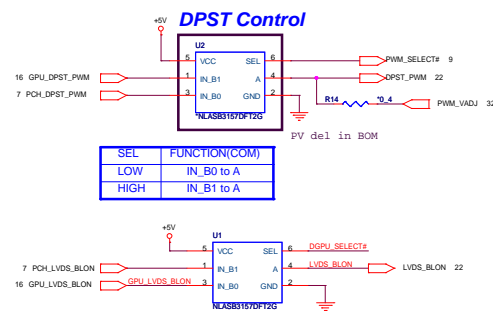 DPST Control
+5V
U2
5 VCC SEL 6 PWM_SELECT# 9
16 GPU_DPST_PWM 1 IN_B1 A 4 DPST_PWM 22
7 PCH_DPST_PWM 3 IN_B0 GND 2
NLASB3157DFT2G
R14 *0_4 PWM_VADJ 32
PV del in BOM
SEL FUNCTION(COM)
LOW IN_B0 to A
HIGH IN_B1 to A
+5V
U1
5 VCC SEL 6 DGPU_SELECT#
7 PCH_LVDS_BLON 1 IN_B1 A 4 LVDS_BLON LVDS_BLON 22
16 GPU_LVDS_BLON GPU_LVDS_BLON 3 IN_B0 GND 2
NLASB3157DFT2G